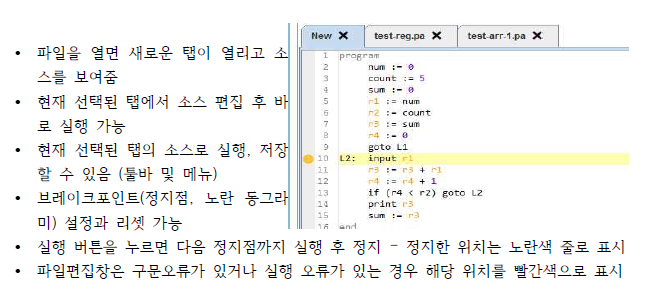 • 파일을 열면 새로운 탭이 열리고 소
스를 보여줌
• 현재 선택된 탭에서 소스 편집 후 바
로 실행 가능
• 현재 선택된 탭의 소스로 실행, 저장
할 수 있음 (툴바 및 메뉴)
• 브레이크포인트(정지점, 노란 동그라
미) 설정과 리셋 가능
• 실행 버튼을 누르면 다음 정지점까지 실행 후 정지 - 정지한 위치는 노란색 줄로 표시
• 파일편집창은 구문오류가 있거나 실행 오류가 있는 경우 해당 위치를 빨간색으로 표시
New ✕ test-reg.pa ✕ test-arr-1.pa ✕
1 program
2 num := 0
3 count := 5
4 sum := 0
5 r1 := num
6 r2 := count
7 r3 := sum
8 r4 := 0
9 goto L1
10 L2: input r1
11 r3 := r3 + r1
12 r4 := r4 + 1
13 if (r4 < r2) goto L2
14 print r3
15 sum := r3
16 end